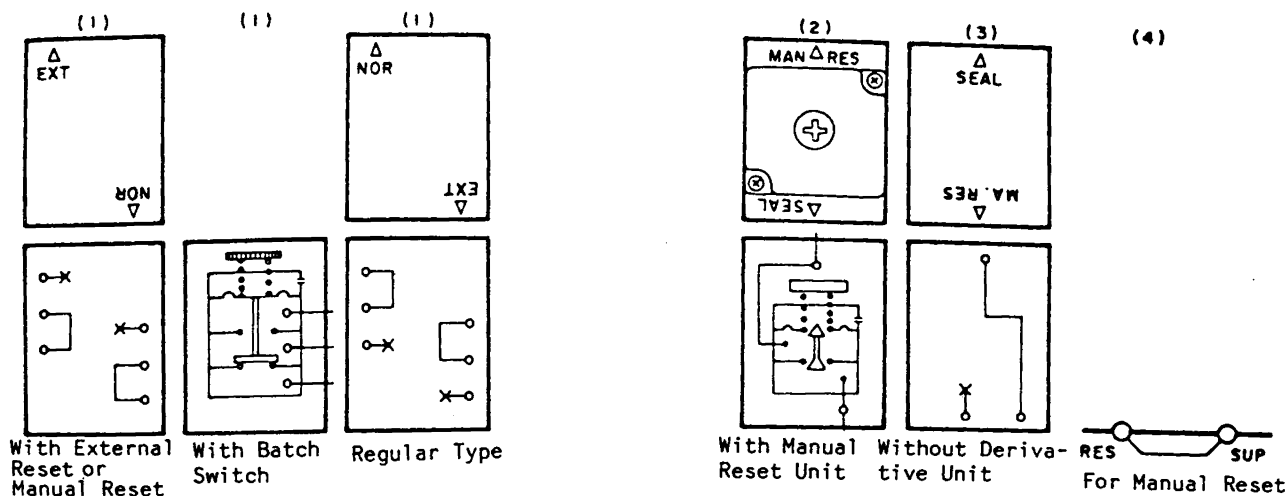 (1) (1) (1) (2) (3) (4)
EXT
NOR
NOR
EXT
MAN RES
SEAL
SEAL
MA. RES
With External
Reset or
Manual Reset
With Batch
Switch
Regular Type
With Manual
Reset Unit
Without Deriva-
tive Unit
RES SUP
For Manual Reset